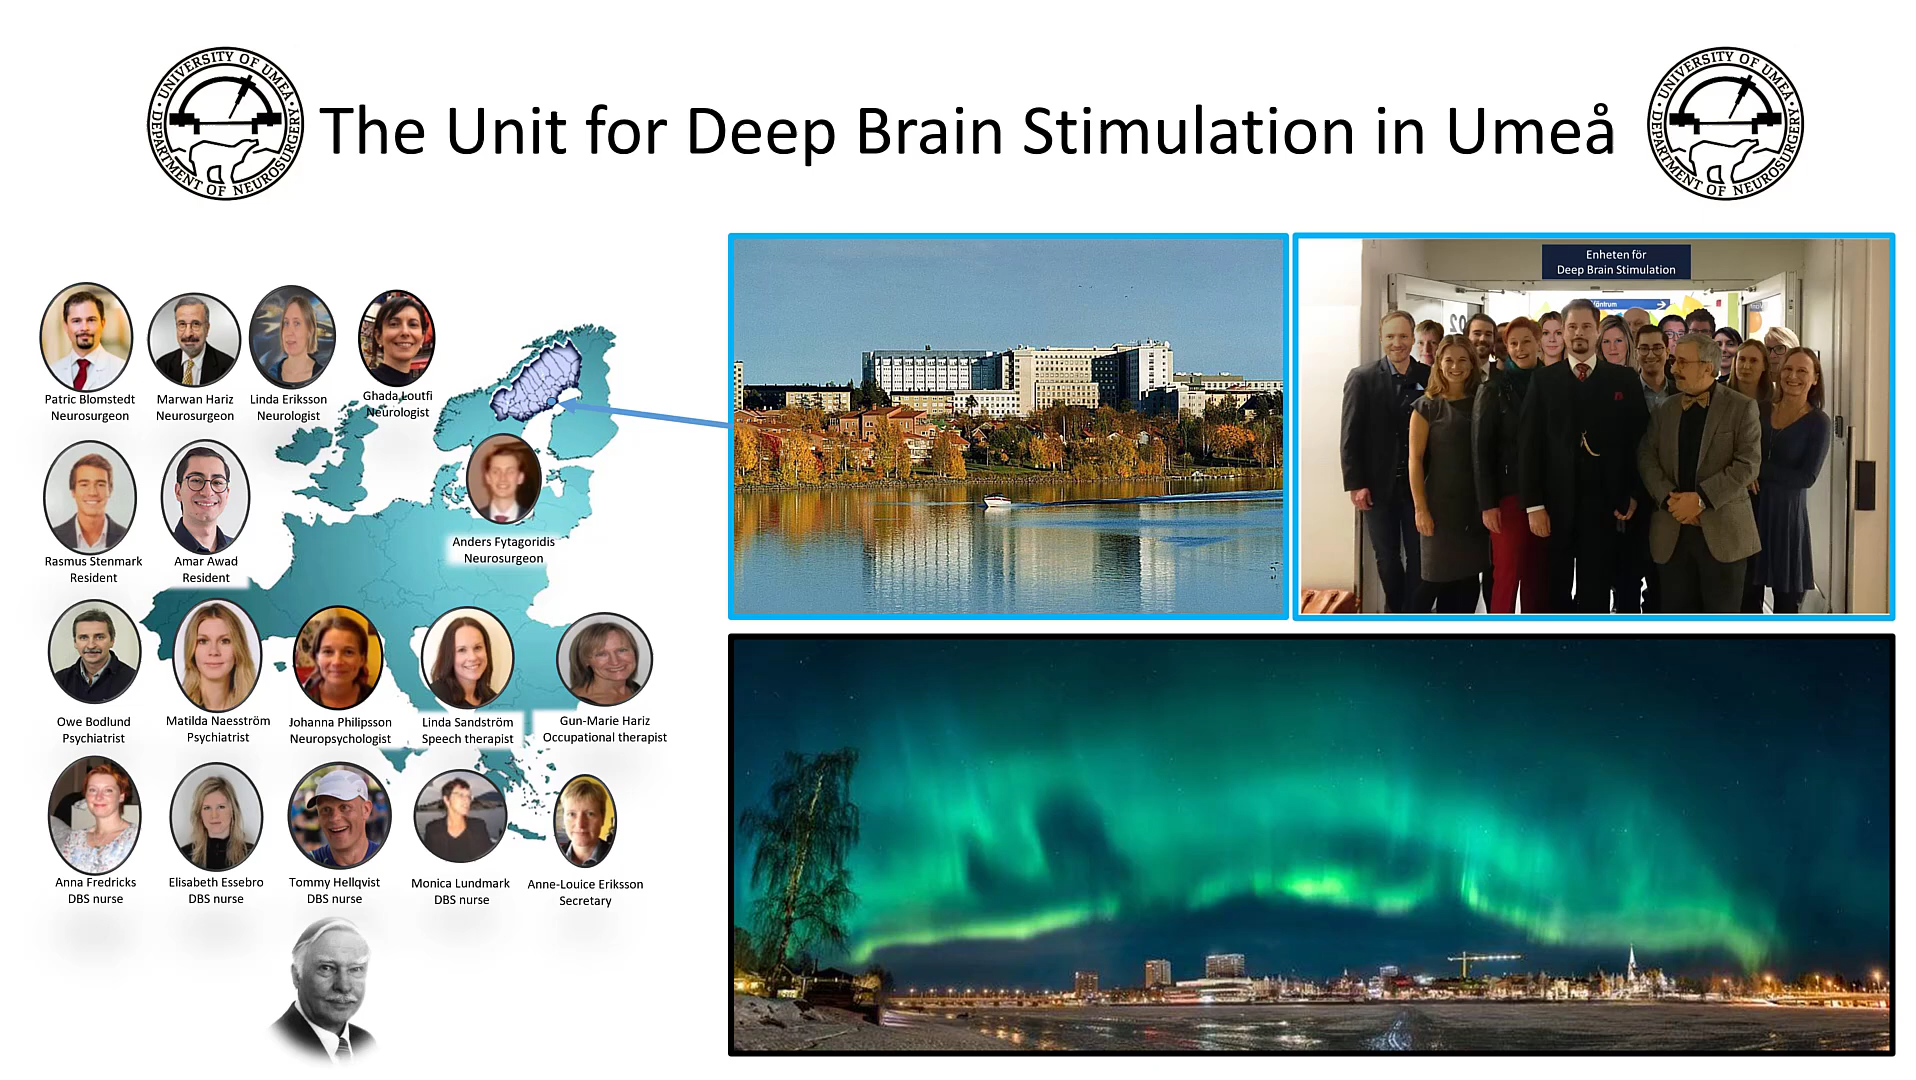 UNIVERSITY OF UMEÅ
DEPARTMENT OF NEUROSURGERY
The Unit for Deep Brain Stimulation in Umeå
UNIVERSITY OF UMEÅ
DEPARTMENT OF NEUROSURGERY
Enheten för
Deep Brain Stimulation
Patric Blomstedt
Neurosurgeon
Marwan Hariz
Neurosurgeon
Linda Eriksson
Neurologist
Ghada Loutfi
Neurologist
Rasmus Stenmark
Resident
Amar Awad
Resident
Anders Fytagoridis
Neurosurgeon
Owe Bodlund
Psychiatrist
Matilda Naesström
Psychiatrist
Johanna Philipsson
Neuropsychologist
Linda Sandström
Speech therapist
Gun-Marie Hariz
Occupational therapist
Anna Fredricks
DBS nurse
Elisabeth Essebro
DBS nurse
Tommy Hellqvist
DBS nurse
Monica Lundmark
DBS nurse
Anne-Louice Eriksson
Secretary